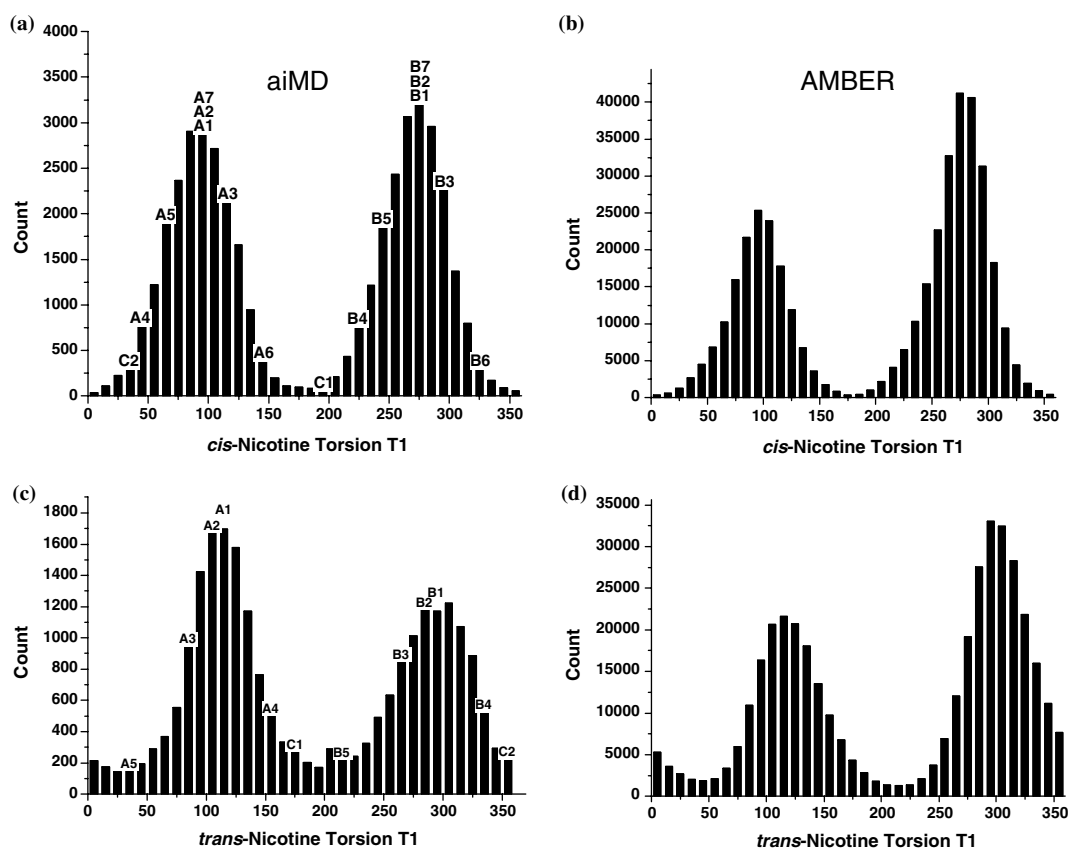 (a)
aiMD
4000
3500
3000
2500
2000
1500
1000
500
0
Count
A7
A2
A1
A3
A5
A4
C2
A6
C1
B7
B2
B1
B3
B5
B4
B6
0 50 100 150 200 250 300 350
cis-Nicotine Torsion T1
(b)
AMBER
40000
35000
30000
25000
20000
15000
10000
5000
0
Count
0 50 100 150 200 250 300 350
cis-Nicotine Torsion T1
(c)
1800
1600
1400
1200
1000
800
600
400
200
0
Count
A1
A2
A3
A4
A5
C1
B1
B2
B3
B4
B5
C2
0 50 100 150 200 250 300 350
trans-Nicotine Torsion T1
(d)
35000
30000
25000
20000
15000
10000
5000
0
Count
0 50 100 150 200 250 300 350
trans-Nicotine Torsion T1